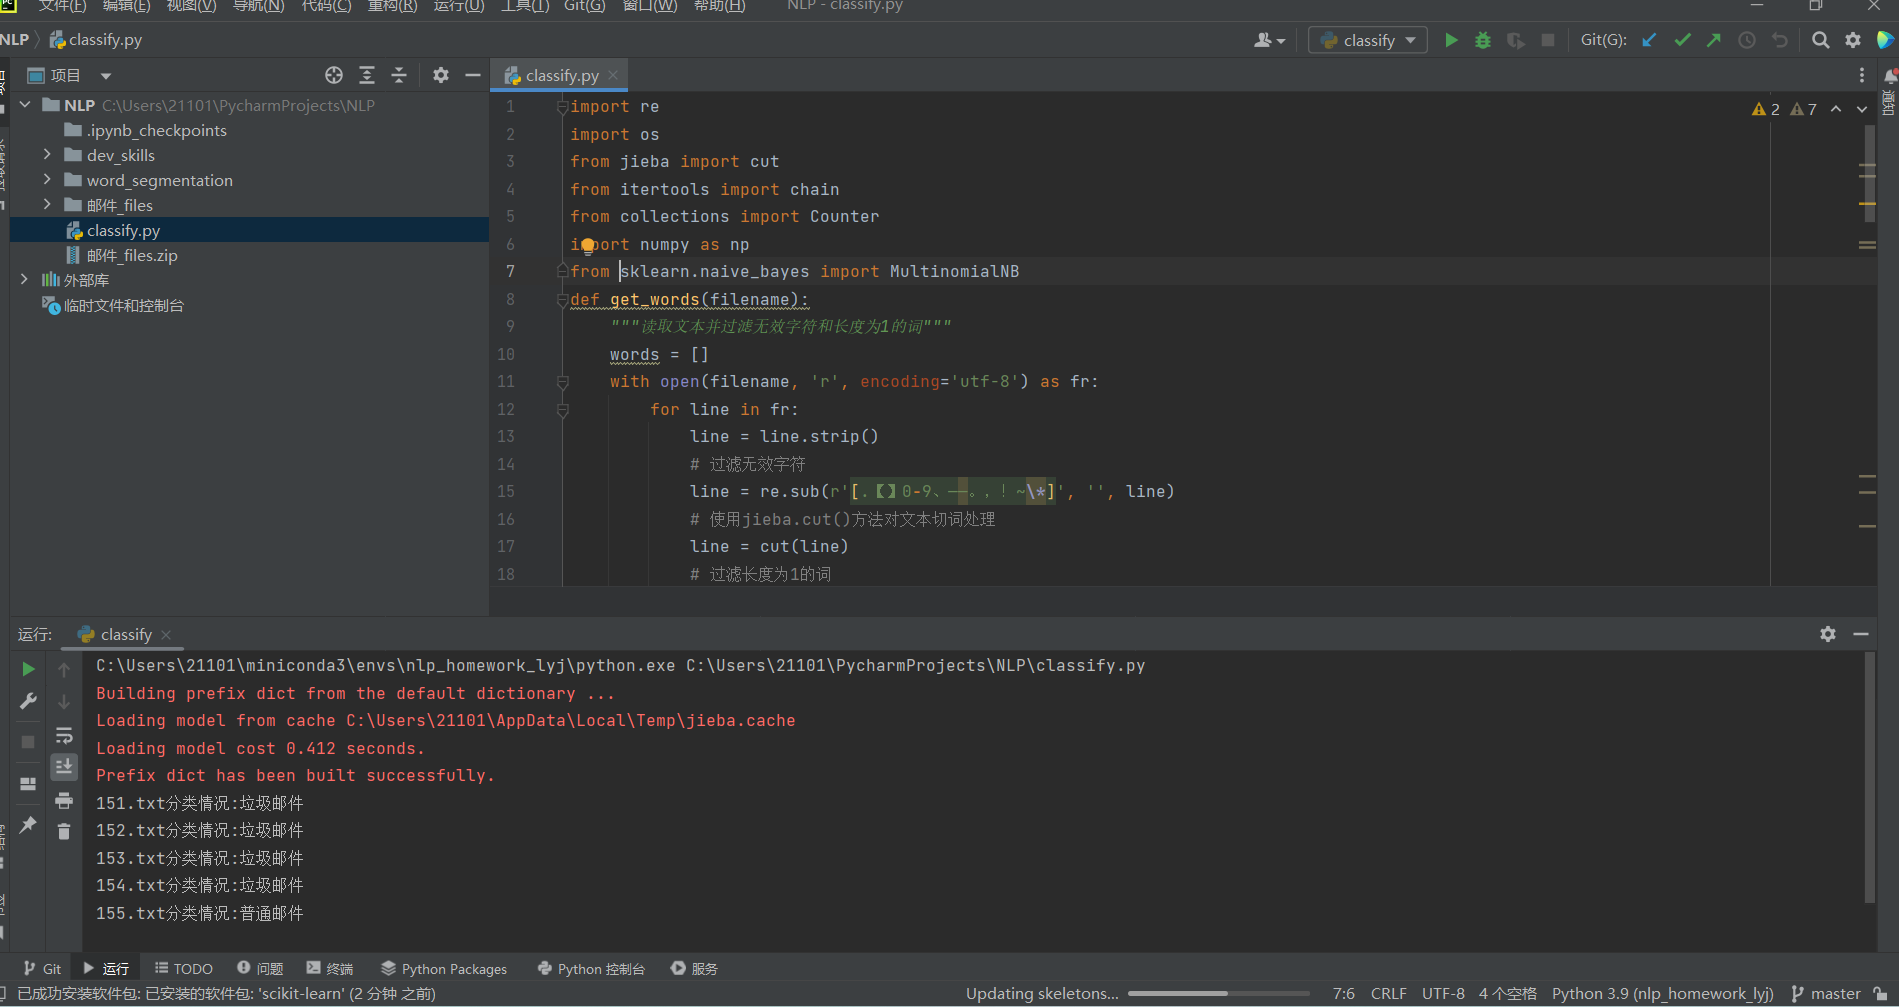 文件(F) 编辑(E) 视图(V) 导航(N) 代码(C) 重构(R) 运行(U) 工具(T) Git(G) 窗口(W) 帮助(H) NLP - classify.py
NLP classify.py
classify Git(G):
项目
classify.py
NLP C:\Users\21101\PycharmProjects\NLP
.ipynb_checkpoints
dev_skills
word_segmentation
邮件_files
classify.py
邮件_files.zip
外部库
临时文件和控制台
通知
2 7
1 import re
2 import os
3 from jieba import cut
4 from itertools import chain
5 from collections import Counter
6 import numpy as np
7 from sklearn.naive_bayes import MultinomialNB
8 def get_words(filename):
9 """读取文本并过滤无效字符和长度为1的词"""
10 words = []
11 with open(filename, 'r', encoding='utf-8') as fr:
12 for line in fr:
13 line = line.strip()
14 # 过滤无效字符
15 line = re.sub(r'[.【】0-9、——。,！~\*]', '', line)
16 # 使用jieba.cut()方法对文本切词处理
17 line = cut(line)
18 # 过滤长度为1的词
运行: classify
C:\Users\21101\miniconda3\envs\nlp_homework_lyj\python.exe C:\Users\21101\PycharmProjects\NLP\classify.py
Building prefix dict from the default dictionary ...
Loading model from cache C:\Users\21101\AppData\Local\Temp\jieba.cache
Loading model cost 0.412 seconds.
Prefix dict has been built successfully.
151.txt分类情况:垃圾邮件
152.txt分类情况:垃圾邮件
153.txt分类情况:垃圾邮件
154.txt分类情况:垃圾邮件
155.txt分类情况:普通邮件
Git 运行 TODO 问题 终端 Python Packages Python 控制台 服务
已成功安装软件包: 已安装的软件包: 'scikit-learn' (2 分钟 之前) Updating skeletons... 7:6 CRLF UTF-8 4 个空格 Python 3.9 (nlp_homework_lyj) master